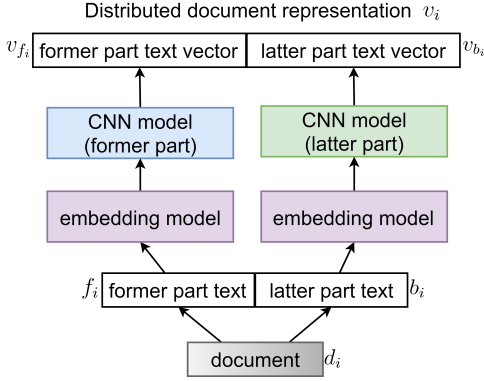 Distributed document representation v_i
v_{f_i} former part text vector latter part text vector v_{b_i}
CNN model
(former part)
CNN model
(latter part)
embedding model embedding model
f_i former part text latter part text b_i
document d_i